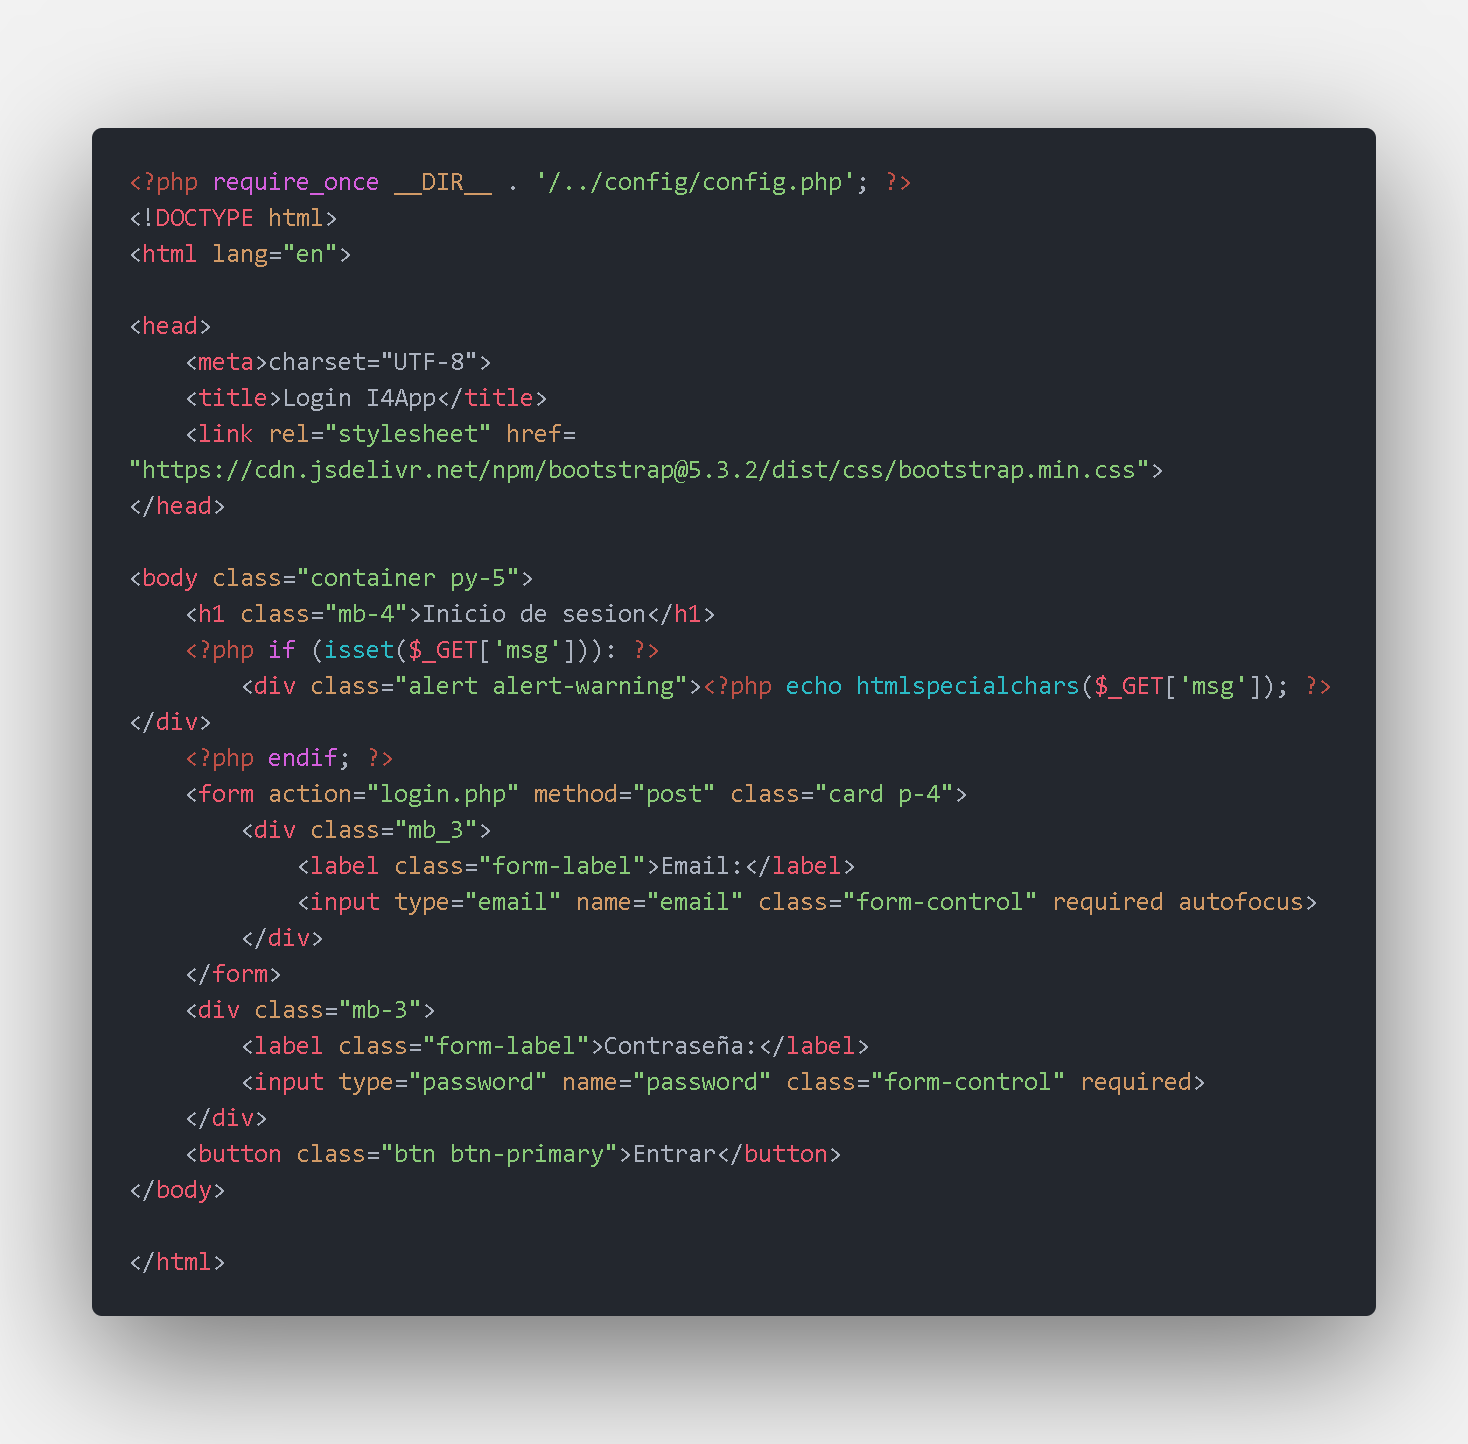 <?php require_once __DIR__ . '/../config/config.php'; ?>
<!DOCTYPE html>
<html lang="en">

<head>
    <meta>charset="UTF-8">
    <title>Login I4App</title>
    <link rel="stylesheet" href=
"https://cdn.jsdelivr.net/npm/bootstrap@5.3.2/dist/css/bootstrap.min.css">
</head>

<body class="container py-5">
    <h1 class="mb-4">Inicio de sesion</h1>
    <?php if (isset($_GET['msg'])): ?>
        <div class="alert alert-warning"><?php echo htmlspecialchars($_GET['msg']); ?>
</div>
    <?php endif; ?>
    <form action="login.php" method="post" class="card p-4">
        <div class="mb_3">
            <label class="form-label">Email:</label>
            <input type="email" name="email" class="form-control" required autofocus>
        </div>
    </form>
    <div class="mb-3">
        <label class="form-label">Contraseña:</label>
        <input type="password" name="password" class="form-control" required>
    </div>
    <button class="btn btn-primary">Entrar</button>
</body>

</html>